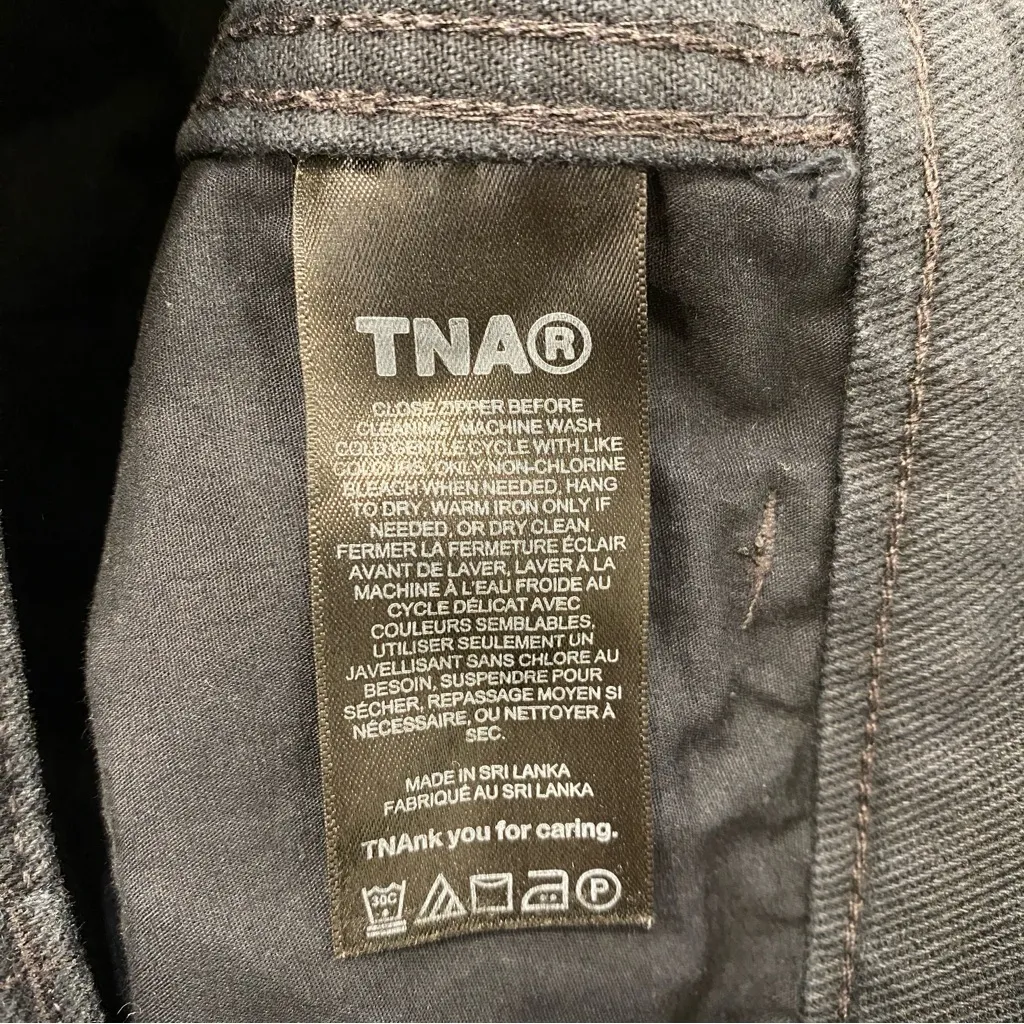 TNA®
CLOSE ZIPPER BEFORE
CLEANING, MACHINE WASH
COLD GENTLE CYCLE WITH LIKE
COLOURS, ONLY NON-CHLORINE
BLEACH WHEN NEEDED, HANG
TO DRY, WARM IRON ONLY IF
NEEDED, OR DRY CLEAN.
FERMER LA FERMETURE ÉCLAIR
AVANT DE LAVER, LAVER À LA
MACHINE À L'EAU FROIDE AU
CYCLE DÉLICAT AVEC
COULEURS SEMBLABLES,
UTILISER SEULEMENT UN
JAVELLISANT SANS CHLORE AU
BESOIN, SUSPENDRE POUR
SÉCHER, REPASSAGE MOYEN SI
NÉCESSAIRE, OU NETTOYER À
SEC.
MADE IN SRI LANKA
FABRIQUÉ AU SRI LANKA
TNAnk you for caring.
30C P